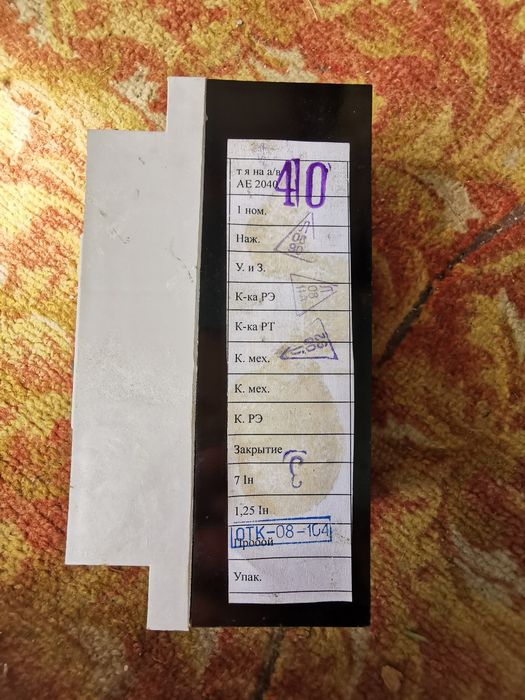 т я на а/в
АЕ 2040
40
I ном.
Наж.
У. и З.
К-ка РЭ
08
К-ка РТ
К. мех.
К. мех.
К. РЭ
Закрытие
7 Iн
1,25 Iн
ОТК-08-104
Пробой
Упак.